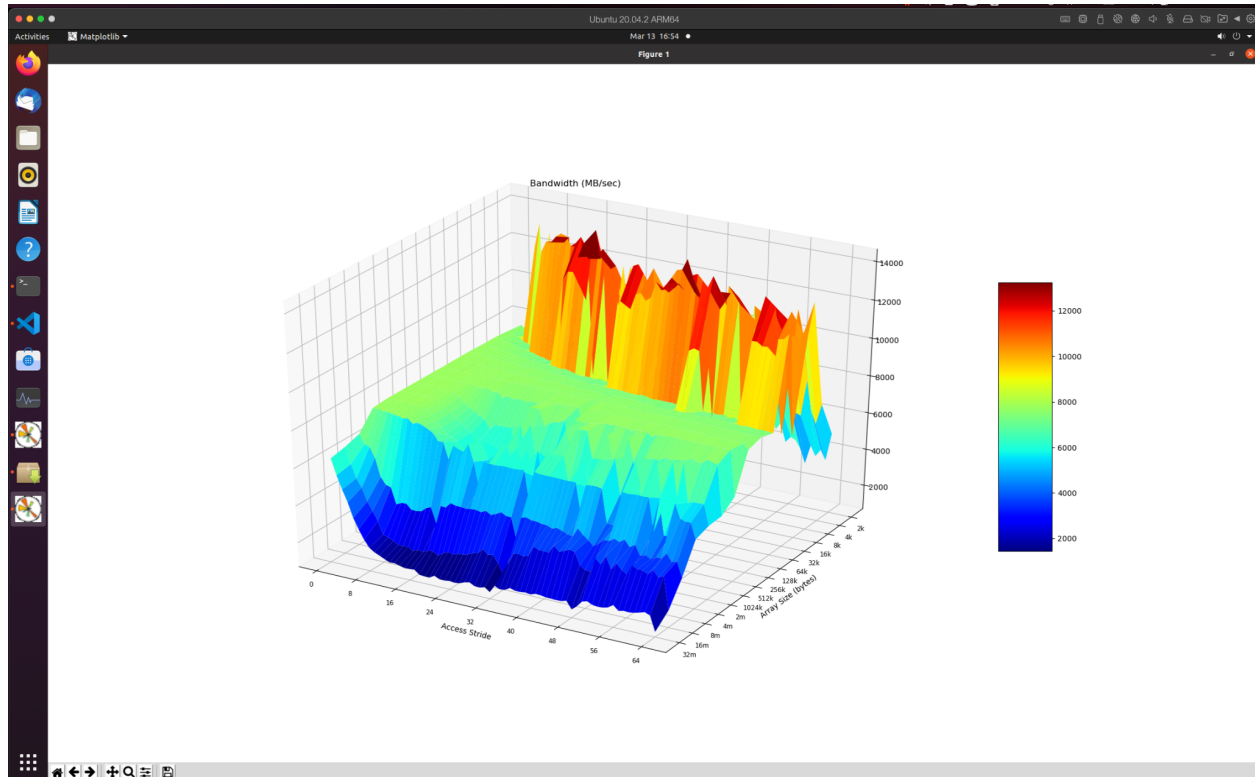 Ubuntu 20.04.2 ARM64
Activities
Matplotlib
Mar 13 16:54
Figure 1
Bandwidth (MB/sec)
14000
12000
10000
8000
6000
4000
2000
12000
10000
8000
6000
4000
2000
2k
4k
8k
16k
32k
64k
128k
256k
512k
1024k
2m
4m
8m
16m
32m
Array Size (bytes)
0
8
16
24
32
40
48
56
64
Access Stride